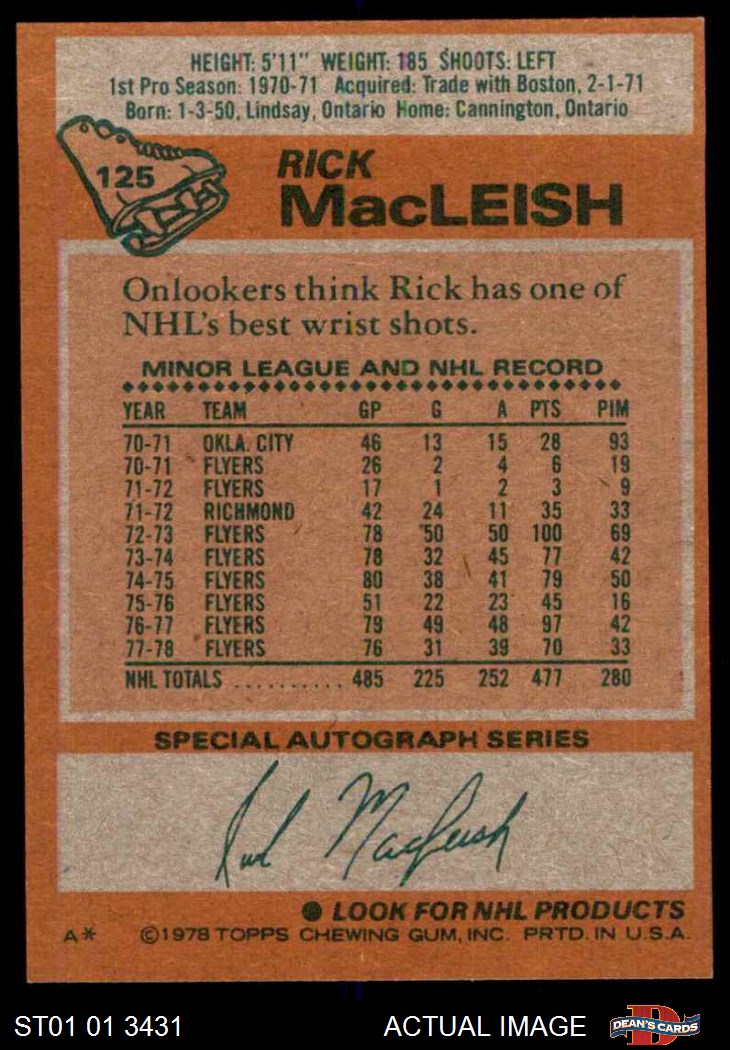 HEIGHT: 5'11" WEIGHT: 185 SHOOTS: LEFT
1st Pro Season: 1970-71 Acquired: Trade with Boston, 2-1-71
Born: 1-3-50, Lindsay, Ontario Home: Cannington, Ontario
125
RICK
MacLEISH
Onlookers think Rick has one of
NHL's best wrist shots.
MINOR LEAGUE AND NHL RECORD
YEAR TEAM GP G A PTS PIM
70-71 OKLA. CITY 46 13 15 28 93
70-71 FLYERS 26 2 4 6 19
71-72 FLYERS 17 1 2 3 9
71-72 RICHMOND 42 24 11 35 33
72-73 FLYERS 78 50 50 100 69
73-74 FLYERS 78 32 45 77 42
74-75 FLYERS 80 38 41 79 50
75-76 FLYERS 51 22 23 45 16
76-77 FLYERS 79 49 48 97 42
77-78 FLYERS 76 31 39 70 33
NHL TOTALS .......... 485 225 252 477 280
SPECIAL AUTOGRAPH SERIES
Rick MacLeish
● LOOK FOR NHL PRODUCTS
A* ©1978 TOPPS CHEWING GUM, INC. PRTD. IN U.S.A.
ST01 01 3431 ACTUAL IMAGE DEAN'S CARDS